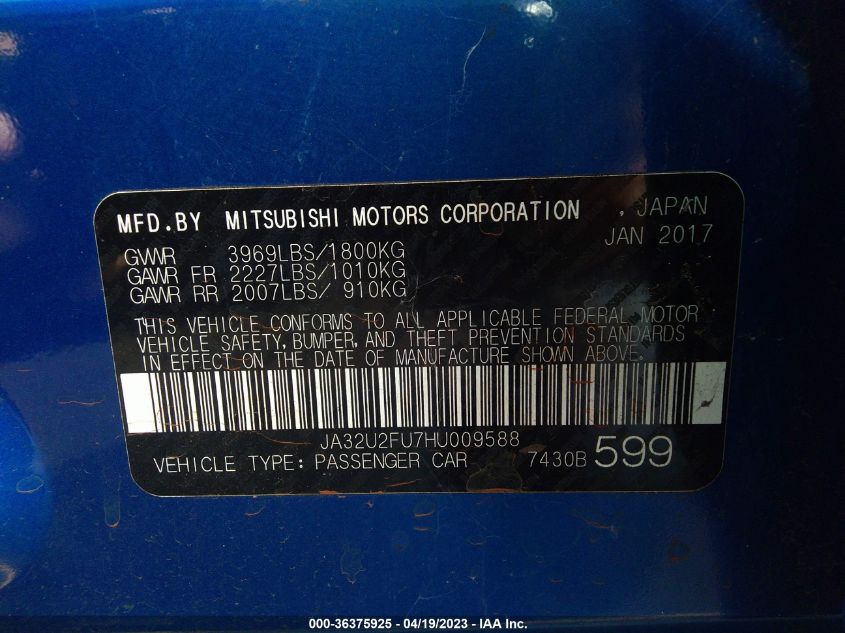 MFD.BY MITSUBISHI MOTORS CORPORATION , JAPAN
JAN 2017
GVWR 3969LBS/1800KG
GAWR FR 2227LBS/1010KG
GAWR RR 2007LBS/ 910KG
THIS VEHICLE CONFORMS TO ALL APPLICABLE FEDERAL MOTOR
VEHICLE SAFETY, BUMPER, AND THEFT PREVENTION STANDARDS
IN EFFECT ON THE DATE OF MANUFACTURE SHOWN ABOVE.
JA32U2FU7HU009588
VEHICLE TYPE: PASSENGER CAR 7430B 599
000-36375925 - 04/19/2023 - IAA Inc.